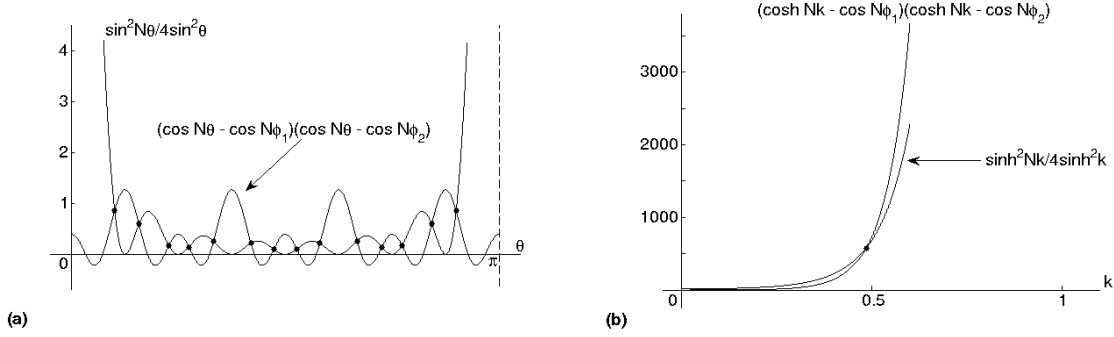 sin²Nθ/4sin²θ
4
3
2
1
0
(cos Nθ - cos Nϕ₁)(cos Nθ - cos Nϕ₂)
θ
π
(a)
(cosh Nk - cos Nϕ₁)(cosh Nk - cos Nϕ₂)
3000
2000
1000
0
sinh²Nk/4sinh²k
0.5
1
k
(b)